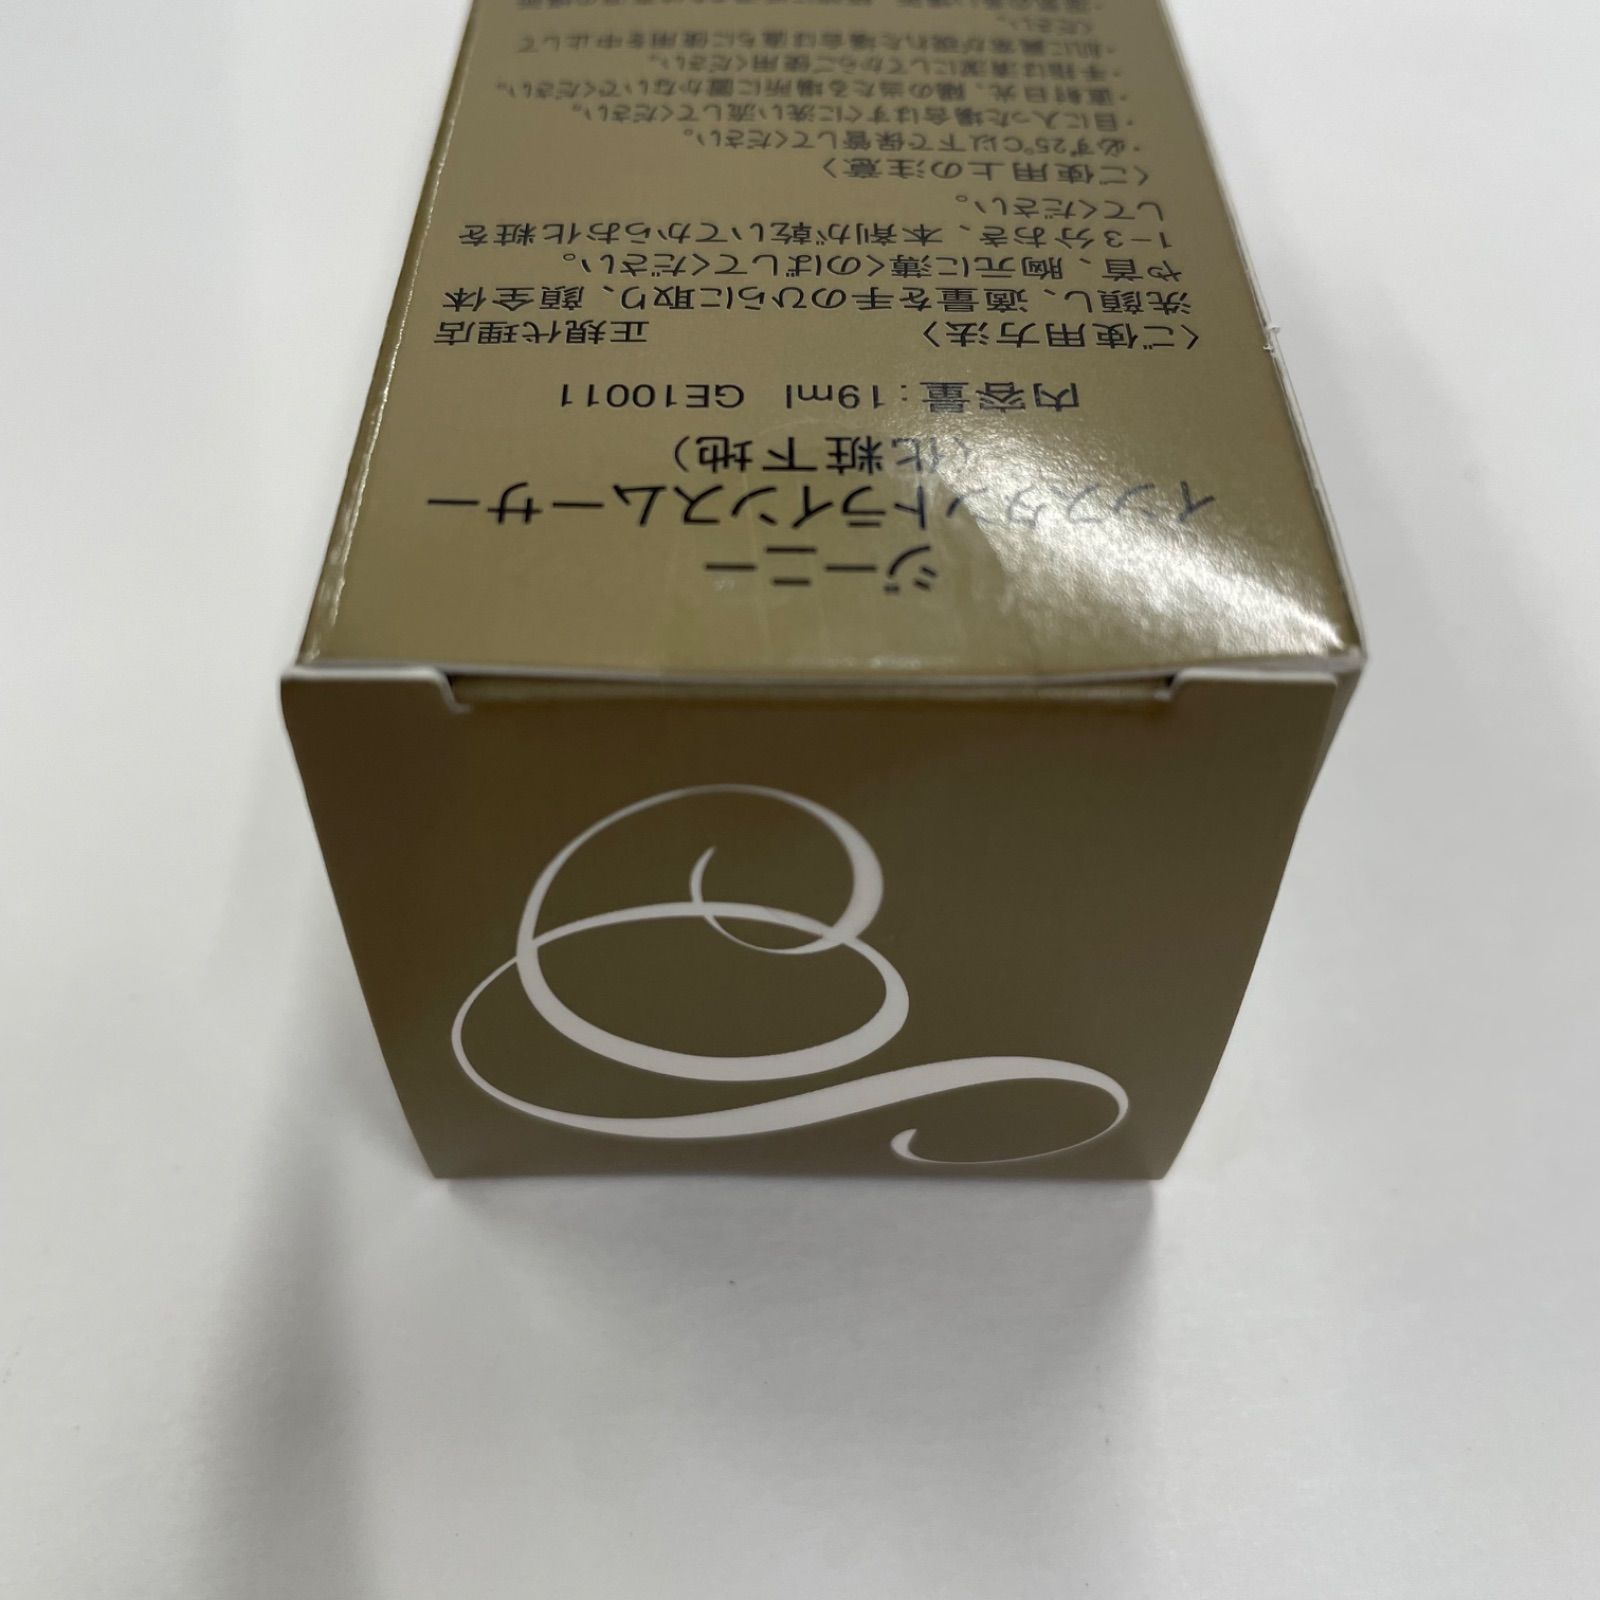 ジーニー
インスタントラインスムーサー
(化粧下地)
内容量:19ml GE10011
<ご使用方法> 正規代理店
洗顔し、適量を手のひらに取り、顔全体
や首、胸元に薄くのばしてください。
1-3分おき、本剤が乾いてからお化粧を
してください。
<ご使用上の注意>
・必ず25℃以下で保管してください。
・目に入った場合はすぐに洗い流してください。
・直射日光、陽の当たる場所に置かないでください。
・手指は清潔にしてからご使用ください。
・肌に異常が現れた場合は直ちに使用を中止して
ください。